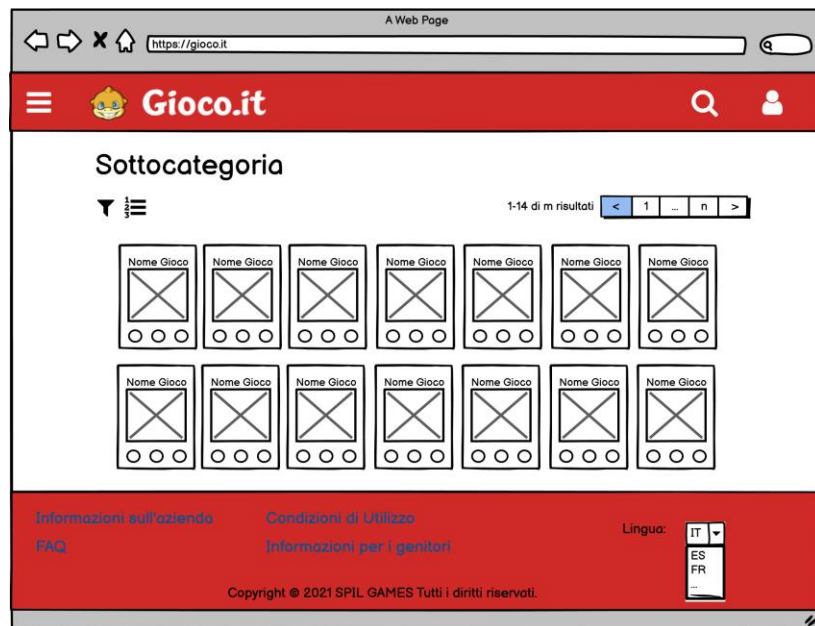 A Web Page
https://gioco.it
Gioco.it
Sottocategoria
1-14 di m risultati < 1 ... n >
Nome Gioco Nome Gioco Nome Gioco Nome Gioco Nome Gioco Nome Gioco Nome Gioco
Nome Gioco Nome Gioco Nome Gioco Nome Gioco Nome Gioco Nome Gioco Nome Gioco
Informazioni sull'azienda Condizioni di Utilizzo Lingua: IT
FAQ Informazioni per i genitori ES
FR
...
Copyright © 2021 SPIL GAMES Tutti i diritti riservati.